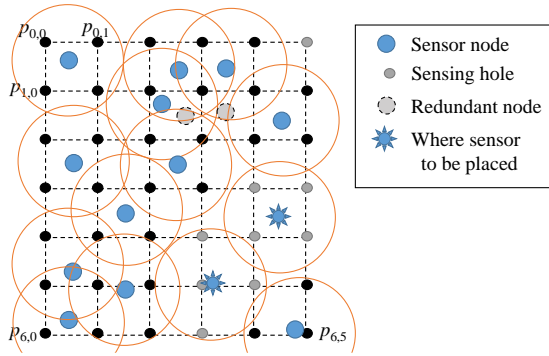 p0,0 p0,1
p1,0
p6,0 p6,5
Sensor node
Sensing hole
Redundant node
Where sensor
to be placed